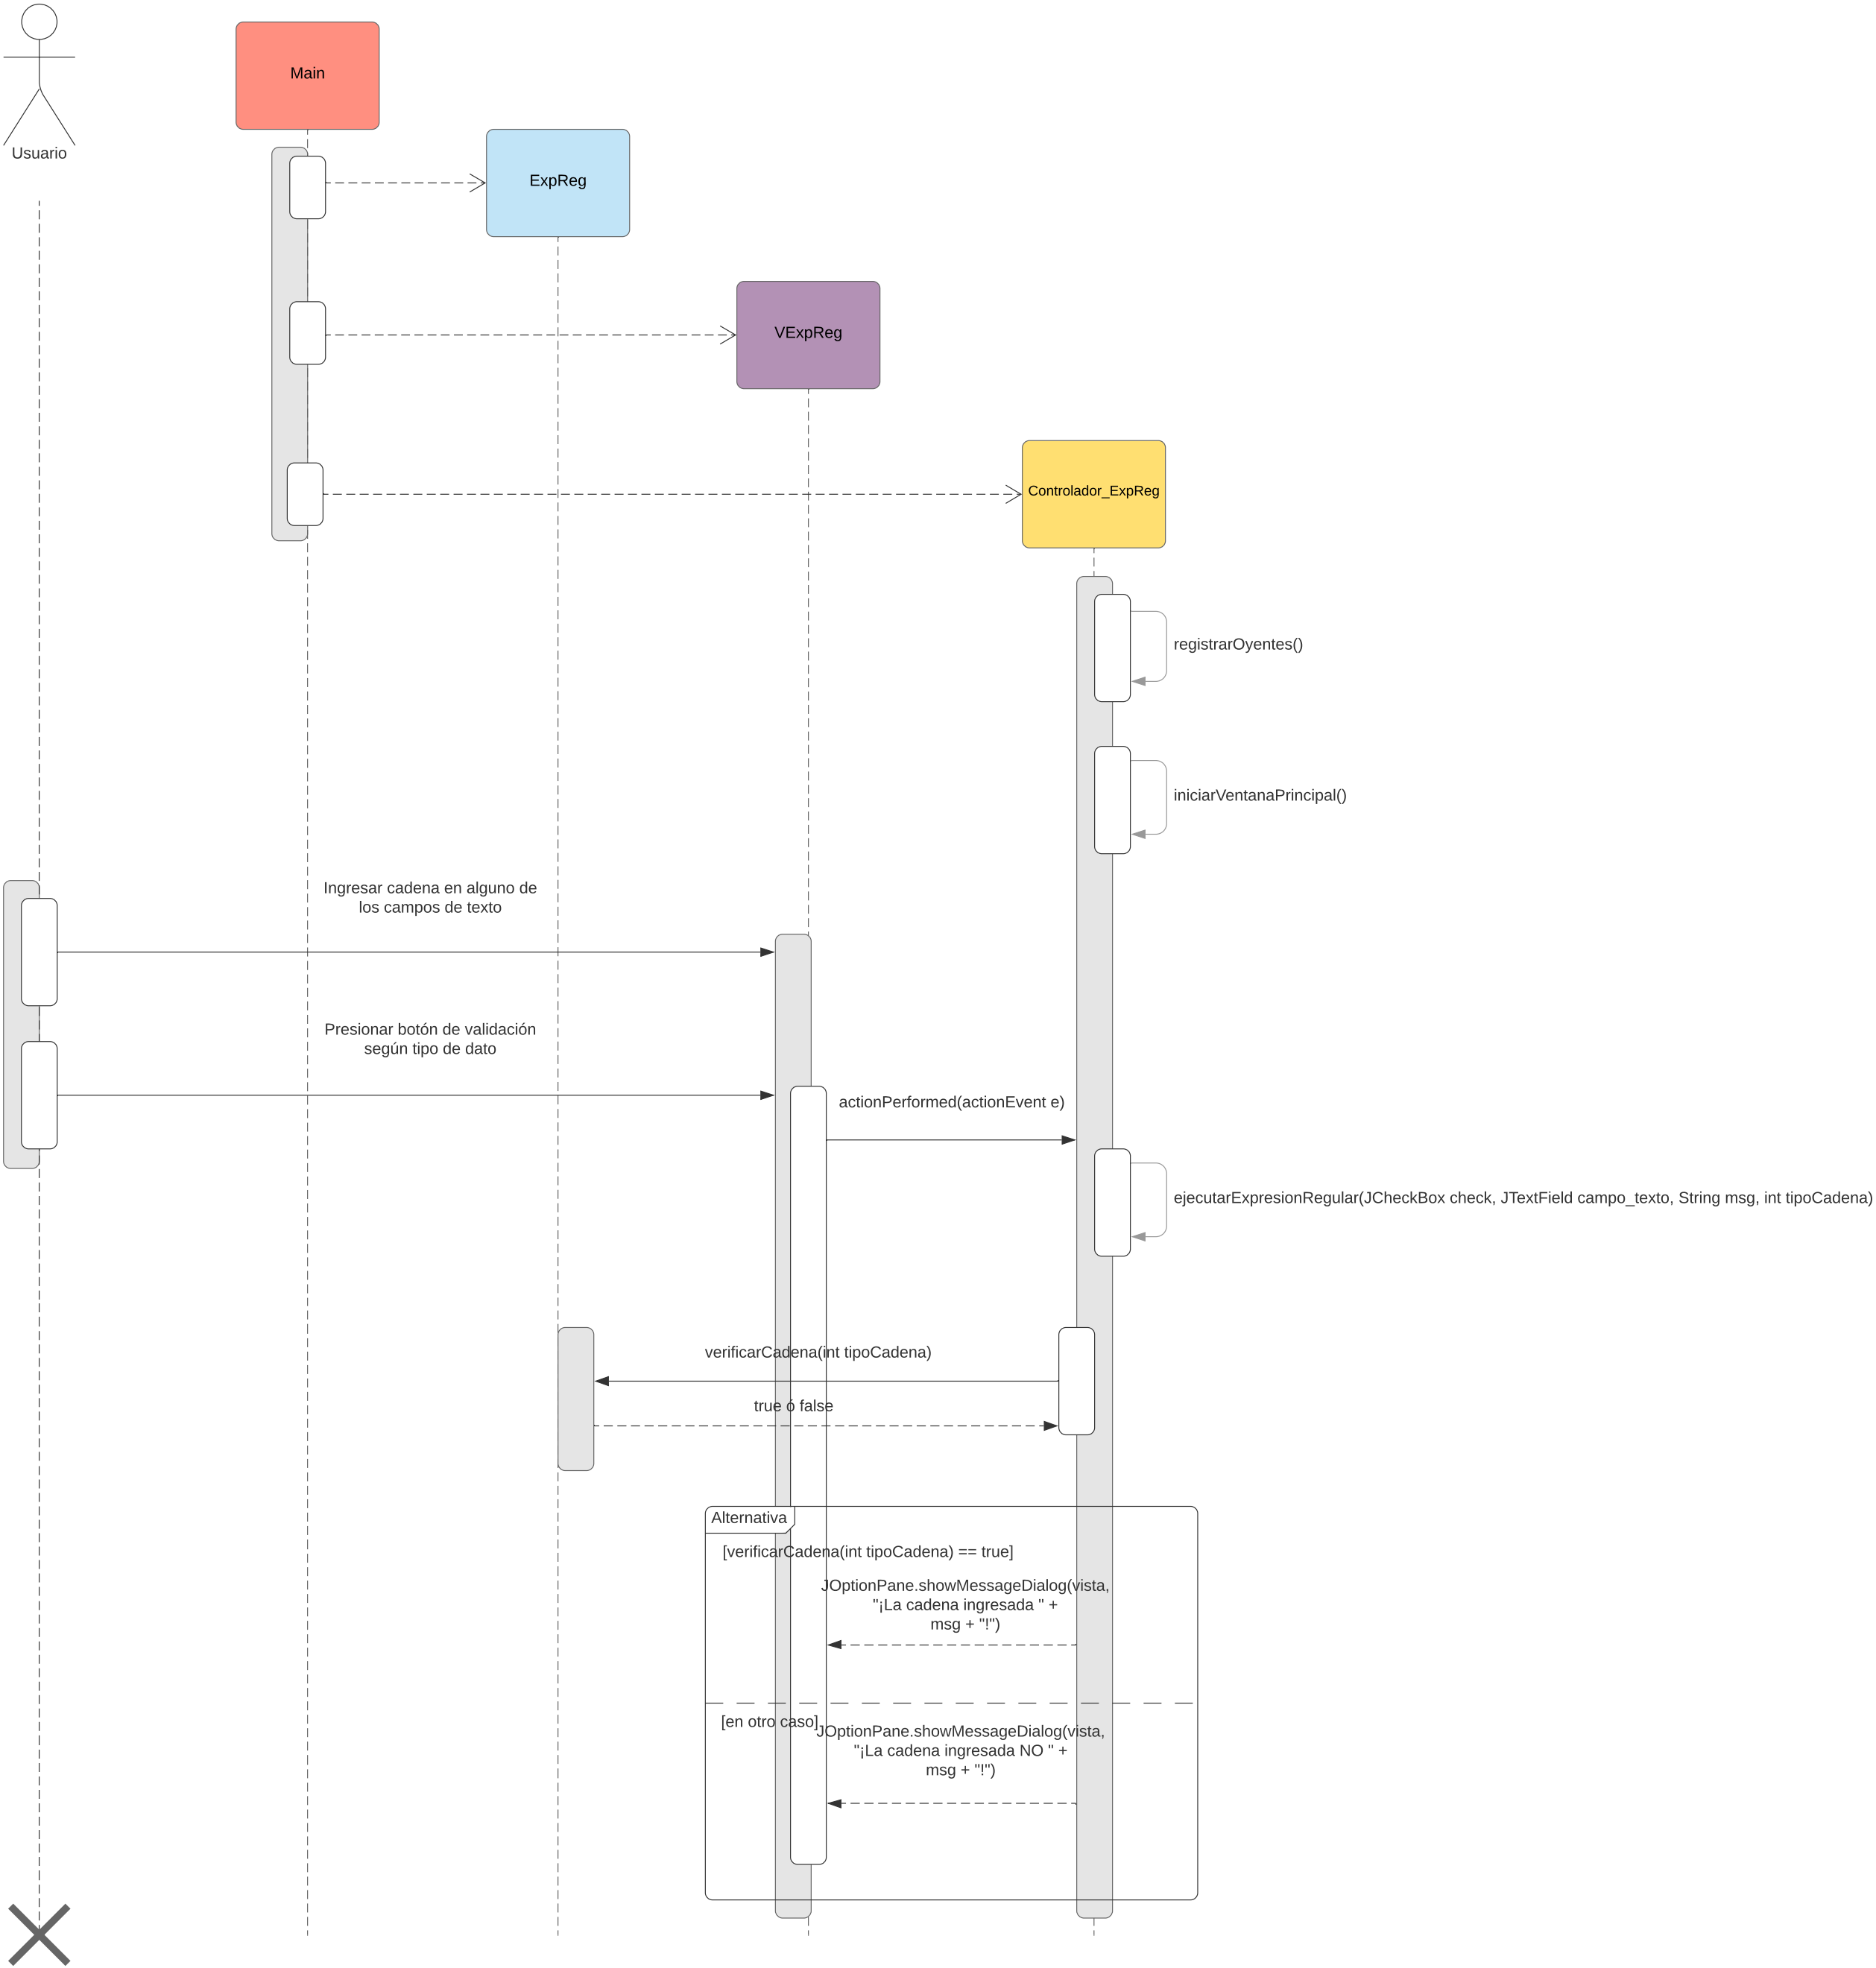 Usuario
Main
ExpReg
VExpReg
Controlador_ExpReg
registrarOyentes()
iniciarVentanaPrincipal()
Ingresar cadena en alguno de
los campos de texto
Presionar botón de validación
según tipo de dato
actionPerformed(actionEvent e)
ejecutarExpresionRegular(JCheckBox check, JTextField campo_texto, String msg, int tipoCadena)
verificarCadena(int tipoCadena)
true ó false
Alternativa
[verificarCadena(int tipoCadena) == true]
JOptionPane.showMessageDialog(vista,
"¡La cadena ingresada " +
msg + "!")
[en otro caso]
JOptionPane.showMessageDialog(vista,
"¡La cadena ingresada NO " +
msg + "!")